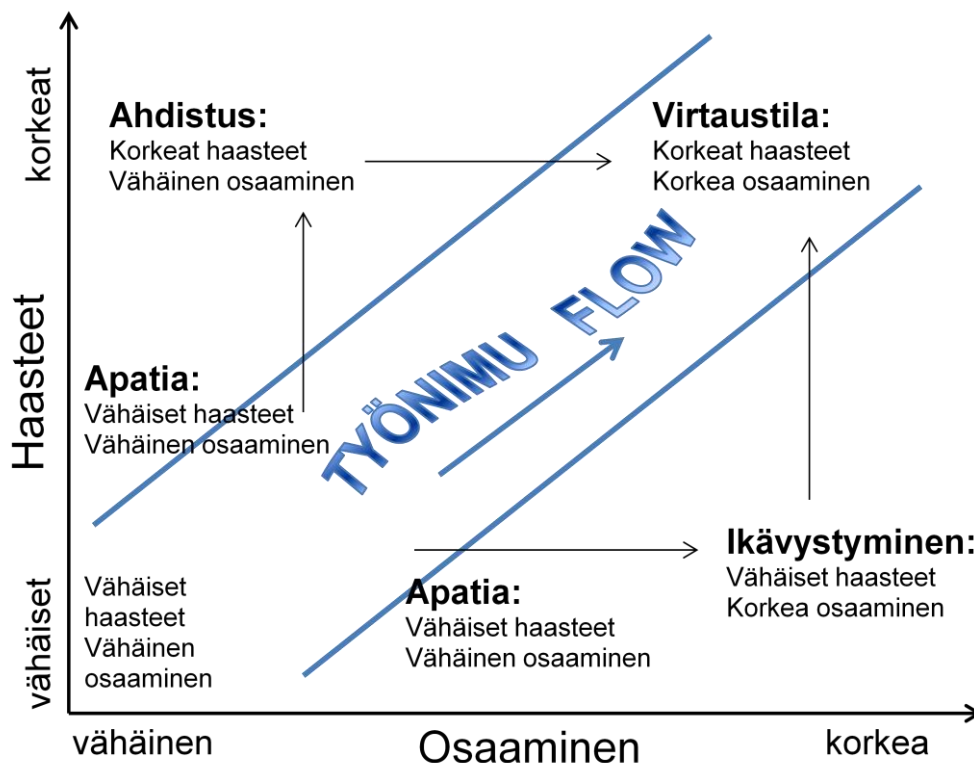 korkeat
Haasteet
vähäiset
Ahdistus:
Korkeat haasteet
Vähäinen osaaminen
Virtaustila:
Korkeat haasteet
Korkea osaaminen
TYÖNIMU FLOW
Apatia:
Vähäiset haasteet
Vähäinen osaaminen
Ikävystyminen:
Vähäiset haasteet
Korkea osaaminen
Vähäiset
haasteet
Vähäinen
osaaminen
Apatia:
Vähäiset haasteet
Vähäinen osaaminen
vähäinen
Osaaminen
korkea